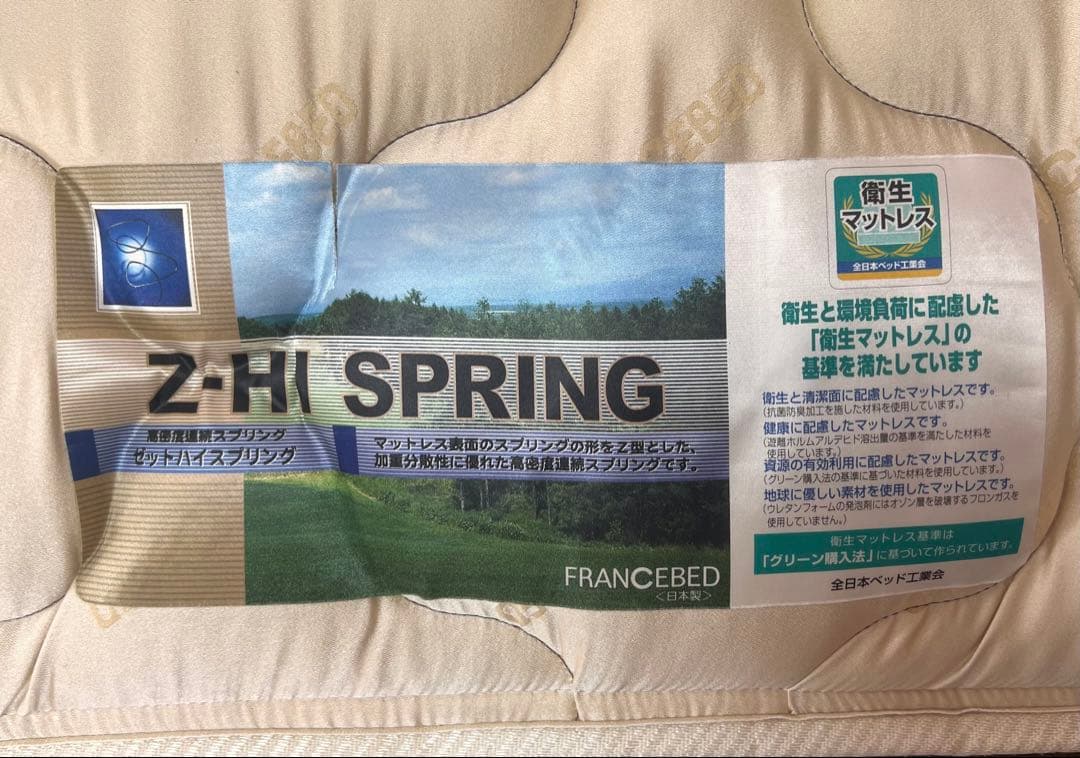 CEBED
CEBED
Z-HI SPRING
高密度連続スプリング
ゼットハイスプリング
マットレス表面のスプリングの形をZ型とした、
加重分散性に優れた高密度連続スプリングです。
FRANCEBED
＜日本製＞
衛生
マットレス
全日本ベッド工業会
衛生と環境負荷に配慮した
「衛生マットレス」の
基準を満たしています
衛生と清潔面に配慮したマットレスです。
(抗菌防臭加工を施した材料を使用しています。)
健康に配慮したマットレスです。
(遊離ホルムアルデヒド溶出量の基準を満たした材料を
使用しています。)
資源の有効利用に配慮したマットレスです。
(グリーン購入法の基準に基づいた材料を使用しています。)
地球に優しい素材を使用したマットレスです。
(ウレタンフォームの発泡剤にはオゾン層を破壊するフロンガスを
使用していません。)
衛生マットレス基準は
「グリーン購入法」に基づいて作られています。
全日本ベッド工業会